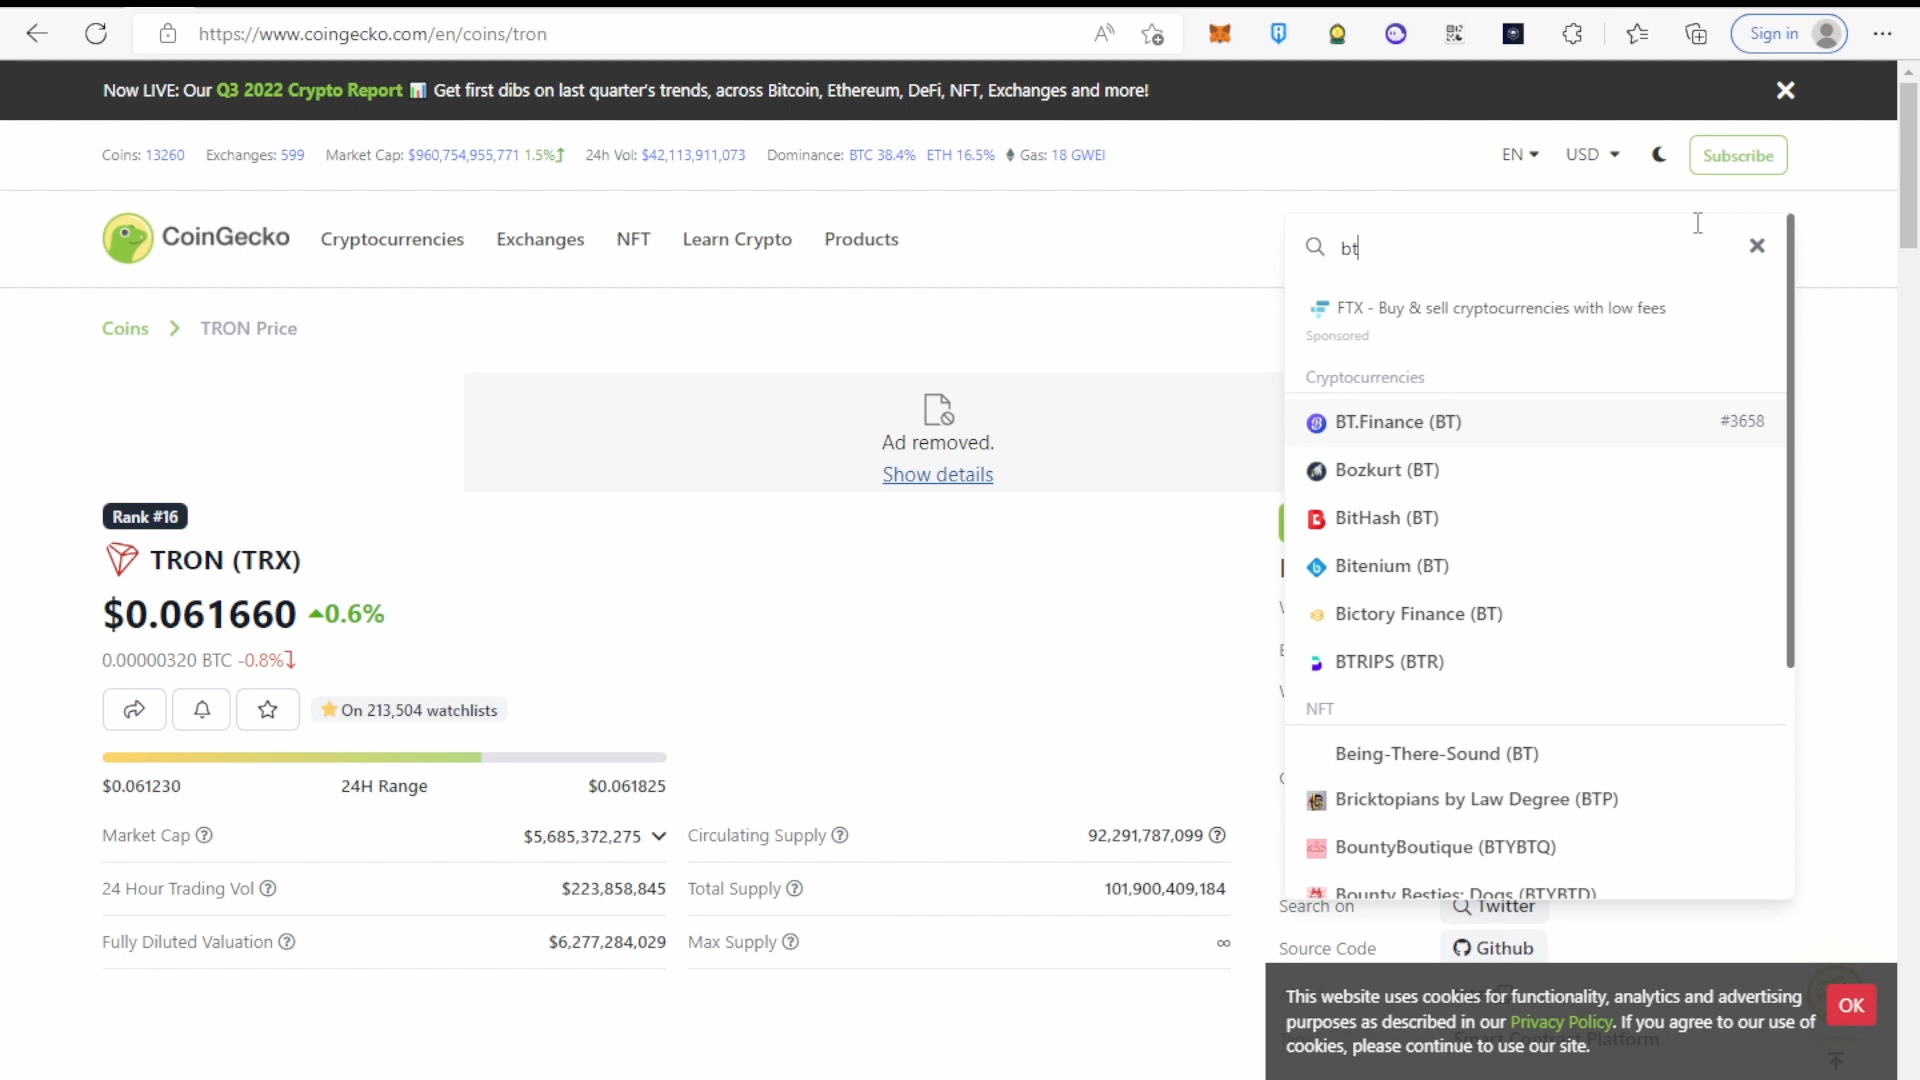 https://www.coingecko.com/en/coins/tron
Sign in
Now LIVE: Our Q3 2022 Crypto Report 📊 Get first dibs on last quarter's trends, across Bitcoin, Ethereum, DeFi, NFT, Exchanges and more!
Coins: 13260 Exchanges: 599 Market Cap: $960,754,955,771 1.5% 24h Vol: $42,113,911,073 Dominance: BTC 38.4% ETH 16.5% Gas: 18 GWEI
EN USD Subscribe
CoinGecko Cryptocurrencies Exchanges NFT Learn Crypto Products
bt
FTX - Buy & sell cryptocurrencies with low fees
Sponsored
Cryptocurrencies
BT.Finance (BT) #3658
Bozkurt (BT)
BitHash (BT)
Bitenium (BT)
Bictory Finance (BT)
BTRIPS (BTR)
NFT
Being-There-Sound (BT)
Bricktopians by Law Degree (BTP)
BountyBoutique (BTYBTQ)
Bounty Besties: Dogs (BTYBTD)
Coins > TRON Price
Ad removed.
Show details
Rank #16
TRON (TRX)
$0.061660 0.6%
0.00000320 BTC -0.8%
On 213,504 watchlists
$0.061230 24H Range $0.061825
Market Cap $5,685,372,275 Circulating Supply 92,291,787,099
24 Hour Trading Vol $223,858,845 Total Supply 101,900,409,184
Fully Diluted Valuation $6,277,284,029 Max Supply ∞
Search on Twitter
Source Code Github
This website uses cookies for functionality, analytics and advertising
purposes as described in our Privacy Policy. If you agree to our use of
cookies, please continue to use our site.
OK